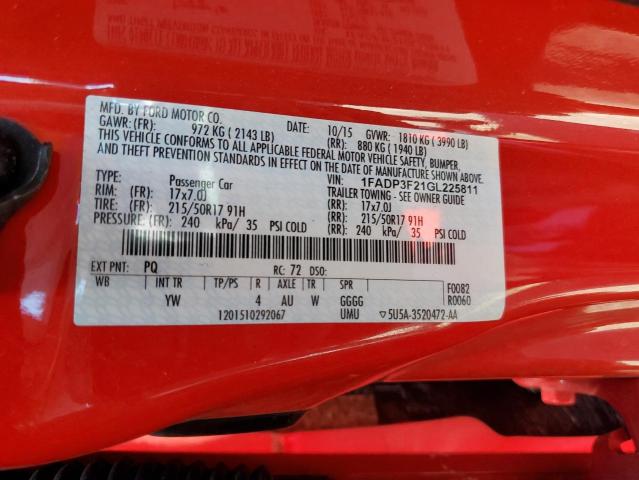 MFD. BY FORD MOTOR CO.
DATE: 10/15 GVWR: 1810 KG ( 3990 LB)
GAWR:(FR): 972 KG ( 2143 LB) (RR): 880 KG ( 1940 LB)
THIS VEHICLE CONFORMS TO ALL APPLICABLE FEDERAL MOTOR VEHICLE SAFETY, BUMPER,
AND THEFT PREVENTION STANDARDS IN EFFECT ON THE DATE OF MANUFACTURE SHOWN ABOVE.
VIN: 1FADP3F21GL225811
TYPE: Passenger Car TRAILER TOWING - SEE OWNER GUIDE
RIM: (FR): 17x7.0J (RR): 17x7.0J
TIRE: (FR): 215/50R17 91H (RR): 215/50R17 91H
PRESSURE: (FR): 240 kPa/ 35 PSI COLD (RR): 240 kPa/ 35 PSI COLD
EXT PNT: PQ RC: 72 DSO:
WB INT TR TP/PS R AXLE TR SPR F0082
YW 4 AU W GGGG R0060
1201510292067 UMU ▽5U5A-3520472-AA